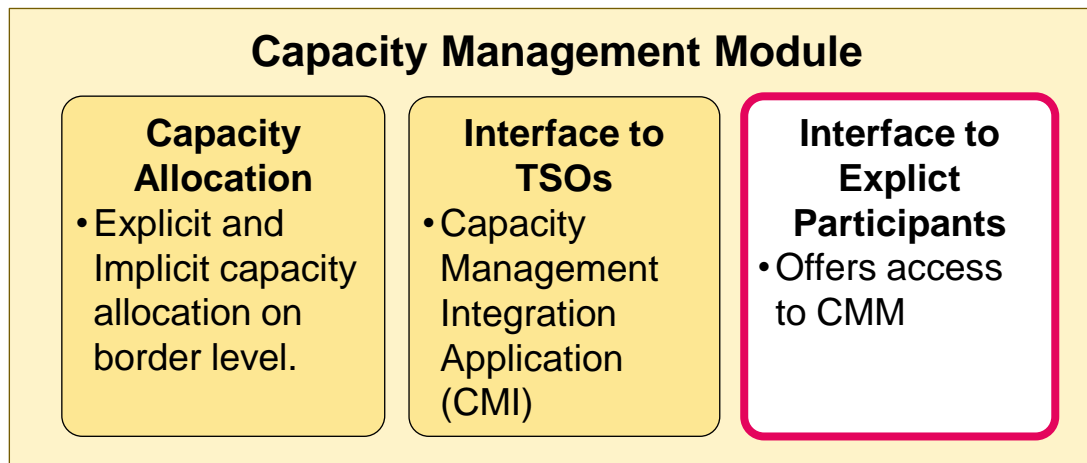 Capacity Management Module
Capacity
Allocation
• Explicit and
Implicit capacity
allocation on
border level.
Interface to
TSOs
• Capacity
Management
Integration
Application
(CMI)
Interface to
Explict
Participants
• Offers access
to CMM